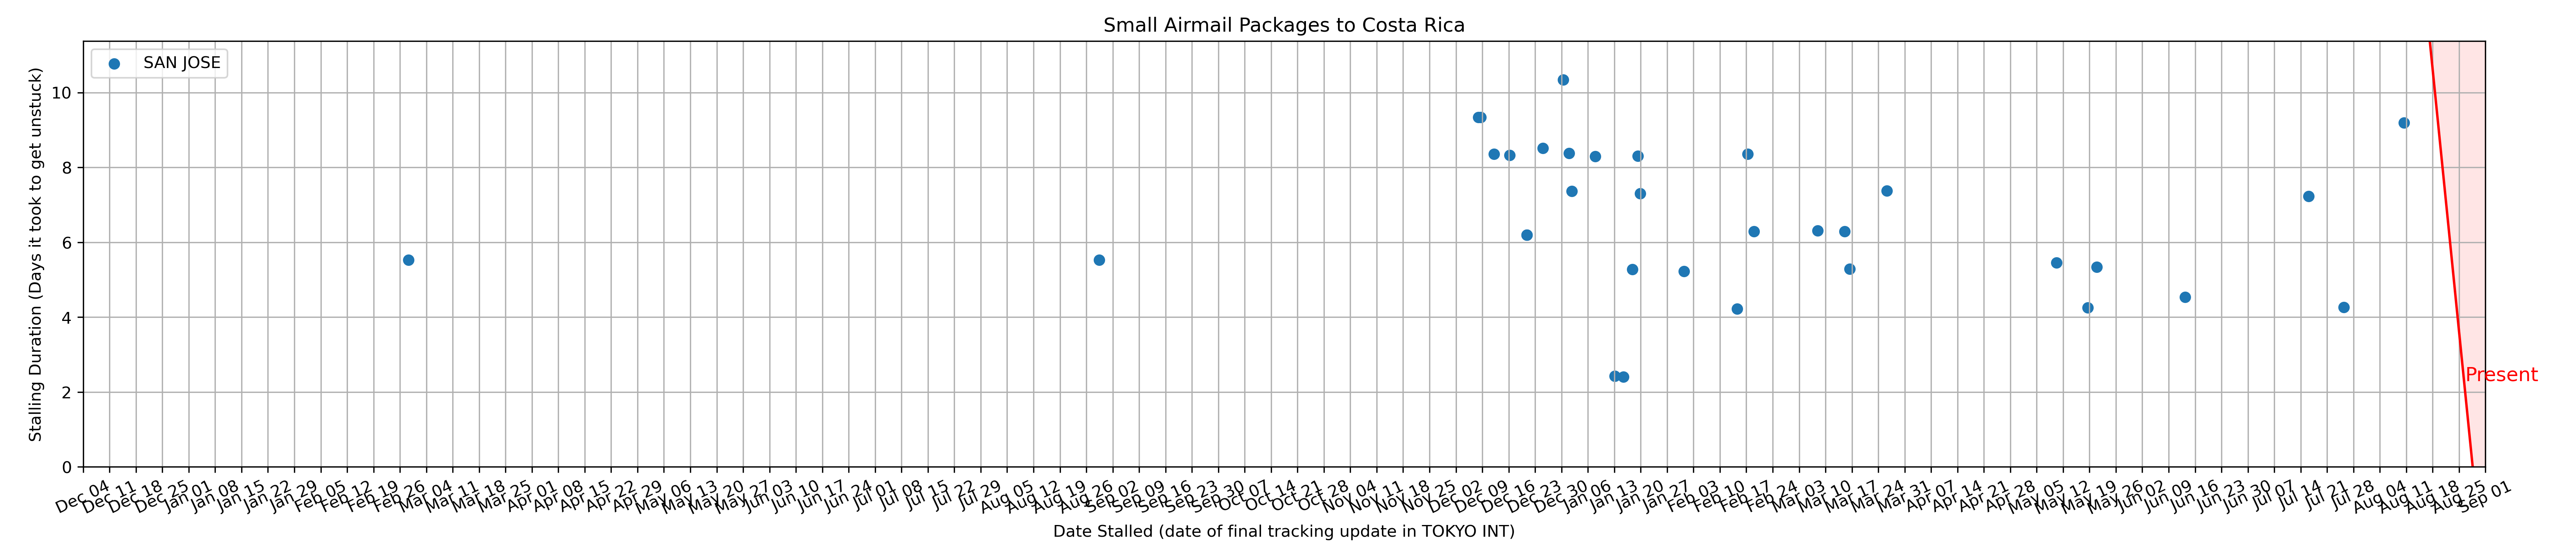 Small Airmail Packages to Costa Rica
SAN JOSE
Stalling Duration (Days it took to get unstuck)
10
8
6
4
2
0
Present
Dec 04
Dec 11
Dec 18
Dec 25
Jan 01
Jan 08
Jan 15
Jan 22
Jan 29
Feb 05
Feb 12
Feb 19
Feb 26
Mar 04
Mar 11
Mar 18
Mar 25
Apr 01
Apr 08
Apr 15
Apr 22
Apr 29
May 06
May 13
May 20
May 27
Jun 03
Jun 10
Jun 17
Jun 24
Jul 01
Jul 08
Jul 15
Jul 22
Jul 29
Aug 05
Aug 12
Aug 19
Aug 26
Sep 02
Sep 09
Sep 16
Sep 23
Sep 30
Oct 07
Oct 14
Oct 21
Oct 28
Nov 04
Nov 11
Nov 18
Nov 25
Dec 02
Dec 09
Dec 16
Dec 23
Dec 30
Jan 06
Jan 13
Jan 20
Jan 27
Feb 03
Feb 10
Feb 17
Feb 24
Mar 03
Mar 10
Mar 17
Mar 24
Mar 31
Apr 07
Apr 14
Apr 21
Apr 28
May 05
May 12
May 19
May 26
Jun 02
Jun 09
Jun 16
Jun 23
Jun 30
Jul 07
Jul 14
Jul 21
Jul 28
Aug 04
Aug 11
Aug 18
Aug 25
Sep 01
Date Stalled (date of final tracking update in TOKYO INT)